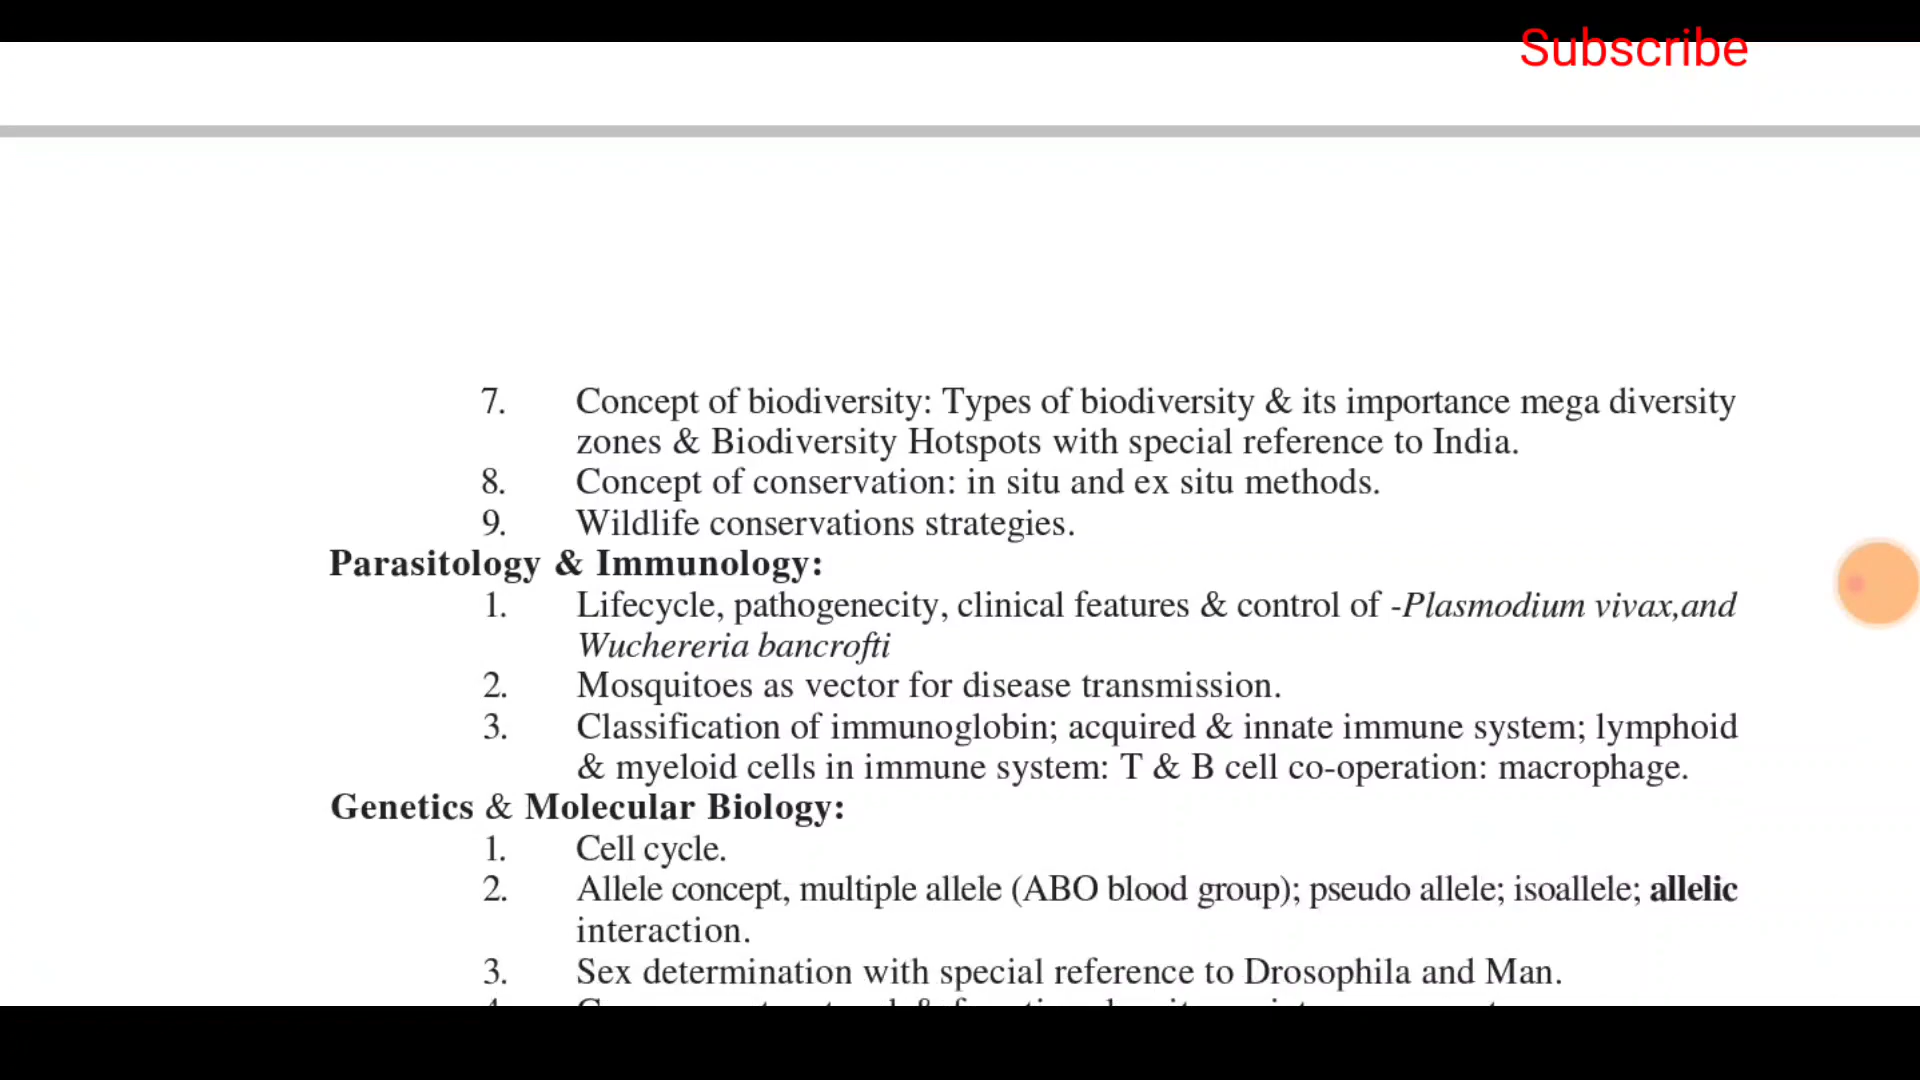 Subscribe
7. Concept of biodiversity: Types of biodiversity & its importance mega diversity
zones & Biodiversity Hotspots with special reference to India.
8. Concept of conservation: in situ and ex situ methods.
9. Wildlife conservations strategies.
Parasitology & Immunology:
1. Lifecycle, pathogenecity, clinical features & control of -Plasmodium vivax,and
Wuchereria bancrofti
2. Mosquitoes as vector for disease transmission.
3. Classification of immunoglobin; acquired & innate immune system; lymphoid
& myeloid cells in immune system: T & B cell co-operation: macrophage.
Genetics & Molecular Biology:
1. Cell cycle.
2. Allele concept, multiple allele (ABO blood group); pseudo allele; isoallele; allelic
interaction.
3. Sex determination with special reference to Drosophila and Man.